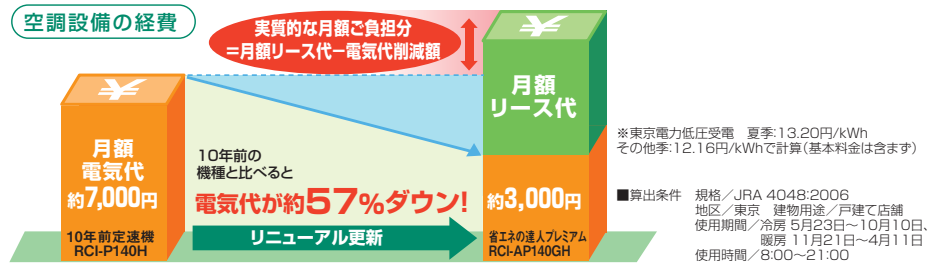 空調設備の経費
実質的な月額ご負担分
=月額リース代−電気代削減額
月額
リース代
月額
電気代
約7,000円
10年前定速機
RCI-P140H
10年前の
機種と比べると
電気代が約57%ダウン!
リニューアル更新
約3,000円
省エネの達人プレミアム
RCI-AP140GH
※東京電力低圧受電 夏季:13.20円/kWh
その他季:12.16円/kWhで計算(基本料金は含まず)
■算出条件 規格/JRA 4048:2006
地区/東京 建物用途/戸建て店舗
使用期間/冷房 5月23日〜10月10日、
暖房 11月21日〜4月11日
使用時間/8:00〜21:00